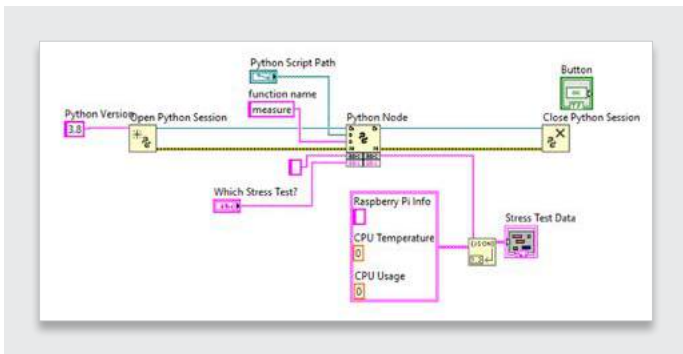 Python Script Path
function name
measure
Python Version
3.8
Open Python Session
Python Node
Button
Close Python Session
Which Stress Test?
Raspberry Pi Info
CPU Temperature
0
CPU Usage
0
Stress Test Data